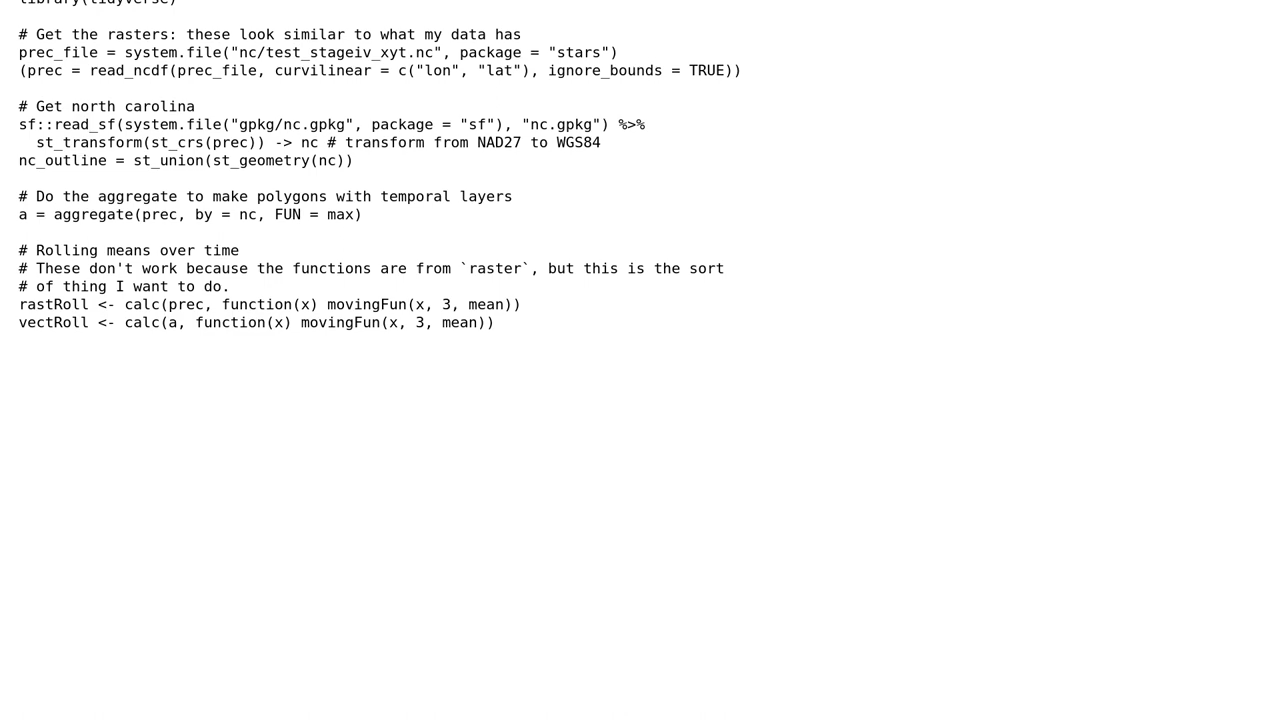 library(tidyverse)
# Get the rasters: these look similar to what my data has
prec_file = system.file("nc/test_stageiv_xyt.nc", package = "stars")
(prec = read_ncdf(prec_file, curvilinear = c("lon", "lat"), ignore_bounds = TRUE))
# Get north carolina
sf::read_sf(system.file("gpkg/nc.gpkg", package = "sf"), "nc.gpkg") %>%
  st_transform(st_crs(prec)) -> nc # transform from NAD27 to WGS84
nc_outline = st_union(st_geometry(nc))
# Do the aggregate to make polygons with temporal layers
a = aggregate(prec, by = nc, FUN = max)
# Rolling means over time
# These don't work because the functions are from `raster`, but this is the sort
# of thing I want to do.
rastRoll <- calc(prec, function(x) movingFun(x, 3, mean))
vectRoll <- calc(a, function(x) movingFun(x, 3, mean))